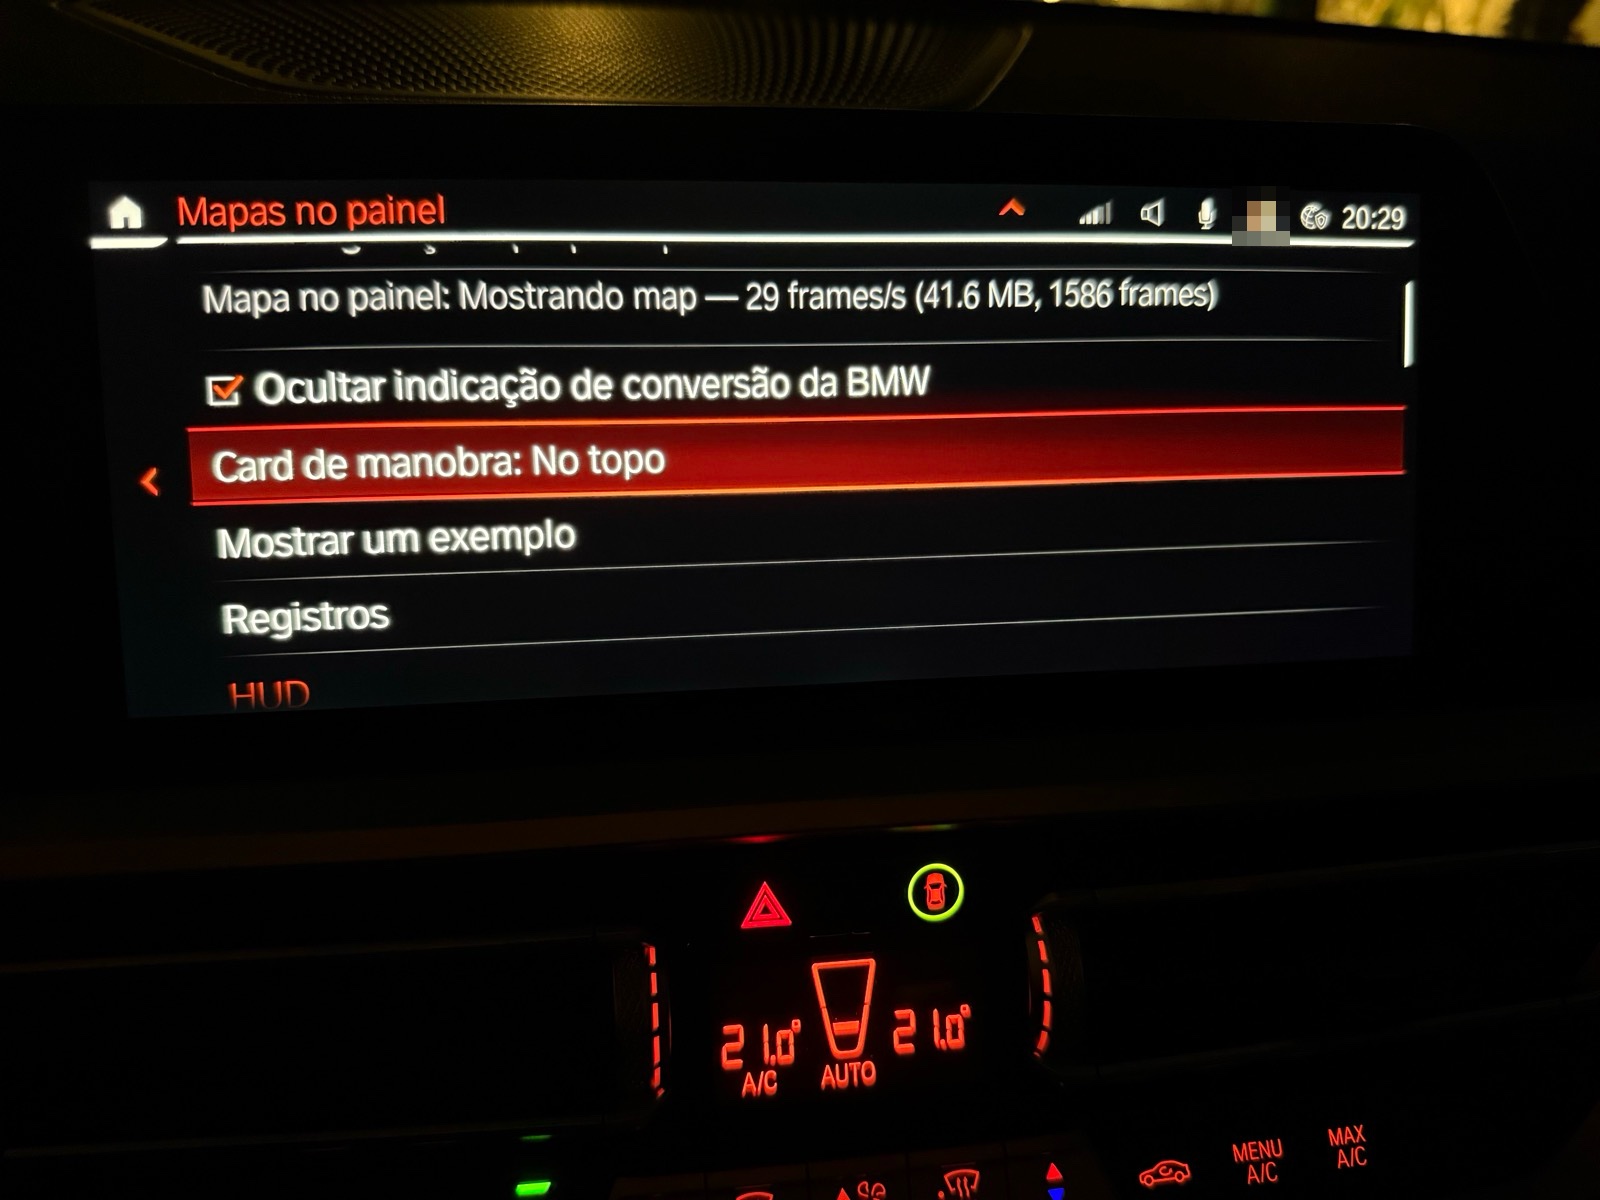 Mapas no painel
20:29
Mapa no painel: Mostrando map — 29 frames/s (41.6 MB, 1586 frames)
Ocultar indicação de conversão da BMW
Card de manobra: No topo
Mostrar um exemplo
Registros
HUD
21.0° 21.0°
A/C AUTO
MENU A/C
MAX A/C